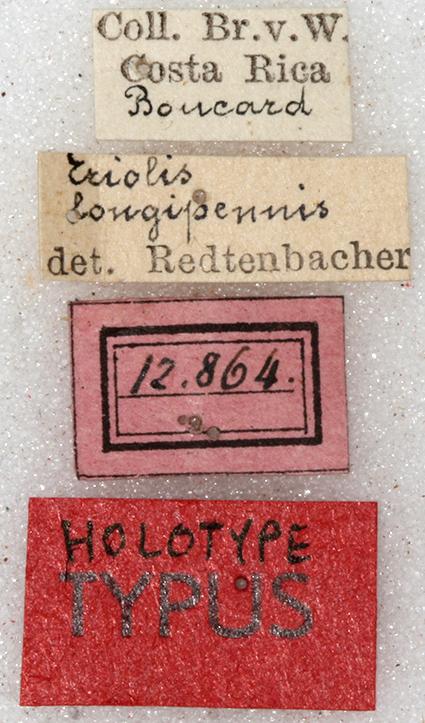 Coll. Br.v.W.
Costa Rica
Boucard
Eriolis
longipennis
det. Redtenbacher
12.864.
HOLOTYPE
TYPUS